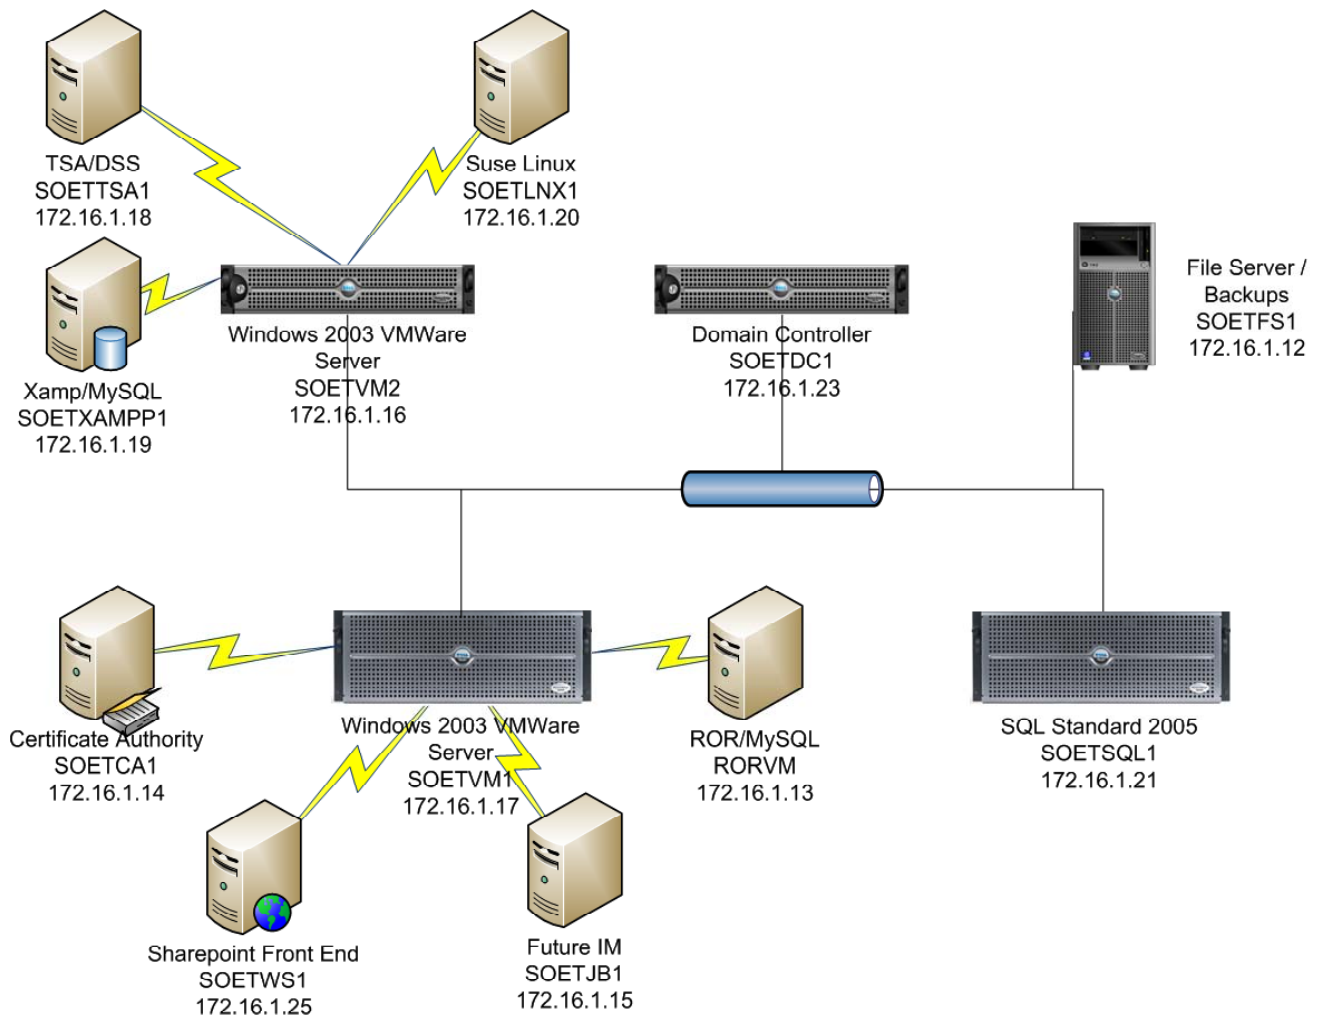 TSA/DSS
SOETTSA1
172.16.1.18
Suse Linux
SOETLNX1
172.16.1.20
Xamp/MySQL
SOETXAMPP1
172.16.1.19
Windows 2003 VMWare
Server
SOETVM2
172.16.1.16
Domain Controller
SOETDC1
172.16.1.23
File Server /
Backups
SOETFS1
172.16.1.12
Certificate Authority
SOETCA1
172.16.1.14
Windows 2003 VMWare
Server
SOETVM1
172.16.1.17
ROR/MySQL
RORVM
172.16.1.13
SQL Standard 2005
SOETSQL1
172.16.1.21
Sharepoint Front End
SOETWS1
172.16.1.25
Future IM
SOETJB1
172.16.1.15